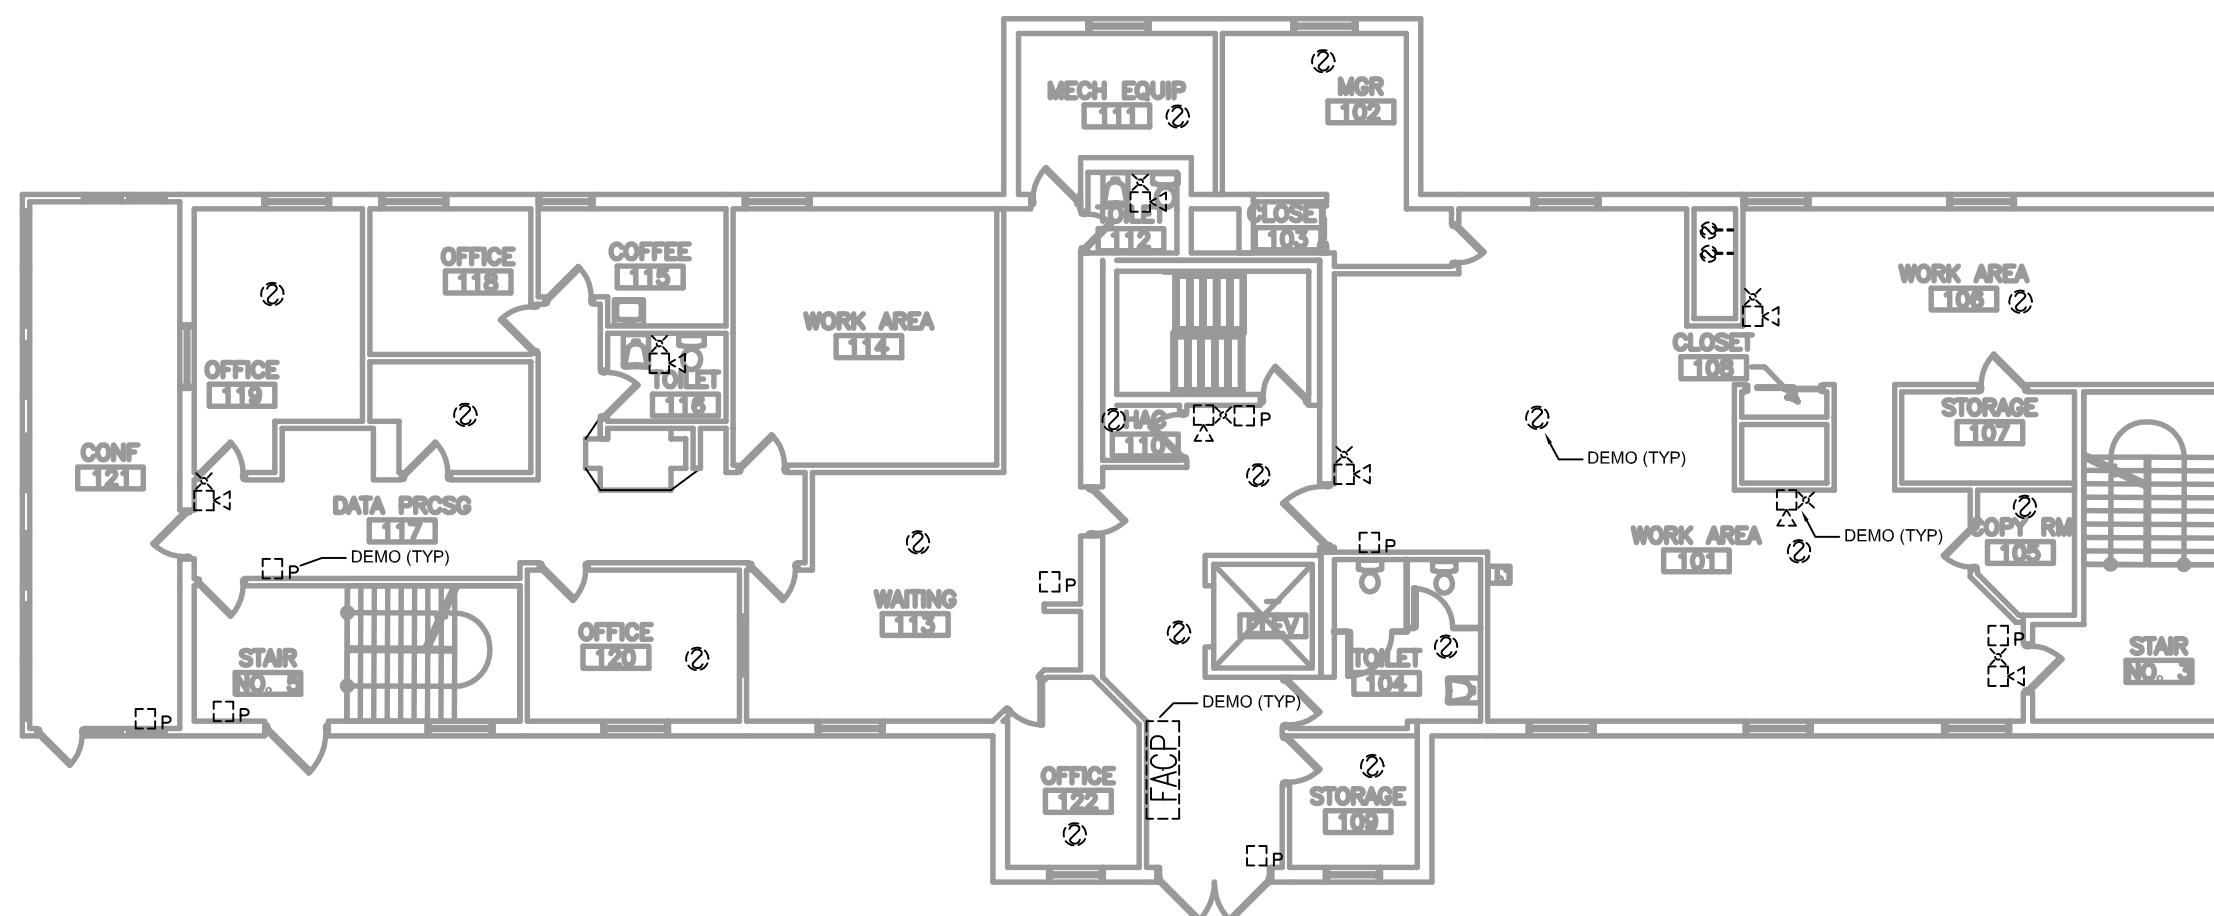 MECH EQUIP
111
MGR
102
TOILET
112
CLOSET
103
OFFICE
118
COFFEE
115
WORK AREA
114
WORK AREA
106
OFFICE
119
TOILET
116
CLOSET
108
STORAGE
107
CONF
121
HAC
110
P
DEMO (TYP)
DATA PRCSG
117
DEMO (TYP)
P
COPY RM
105
WORK AREA
101
DEMO (TYP)
P
P
WAITING
113
ELEV
OFFICE
120
STAIR
NO. 5
TOILET
104
P
STAIR
NO. 3
P
P
DEMO (TYP)
FACP
OFFICE
122
STORAGE
109
P